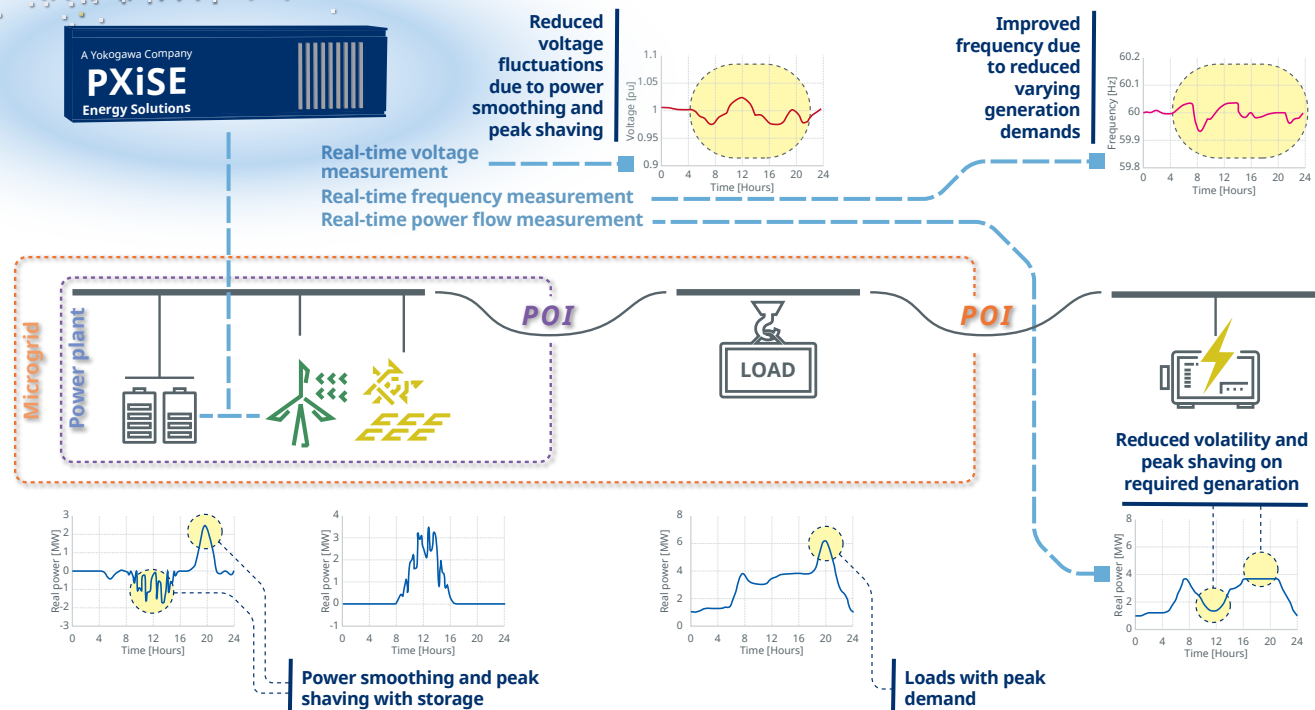 A Yokogawa Company
PXiSE
Energy Solutions
Reduced
voltage
fluctuations
due to power
smoothing and
peak shaving
Voltage [pu]
1.1
1.05
1
0.95
0.9
0 4 8 12 16 20 24
Time [Hours]
Improved
frequency due
to reduced
varying
generation
demands
Frequency [Hz]
60.2
60.1
60
59.9
59.8
0 4 8 12 16 20 24
Time [Hours]
Real-time voltage
measurement
Real-time frequency measurement
Real-time power flow measurement
Microgrid
Power plant
POI
LOAD
POI
Reduced volatility and
peak shaving on
required genaration
Real power [MW]
3
2
1
0
-1
-2
-3
0 4 8 12 16 20 24
Time [Hours]
Real power [MW]
4
3
2
1
0
-1
0 4 8 12 16 20 24
Time [Hours]
Real power [MW]
8
6
4
2
0
0 4 8 12 16 20 24
Time [Hours]
Real power [MW]
8
6
4
2
0
0 4 8 12 16 20 24
Time [Hours]
Power smoothing and peak
shaving with storage
Loads with peak
demand